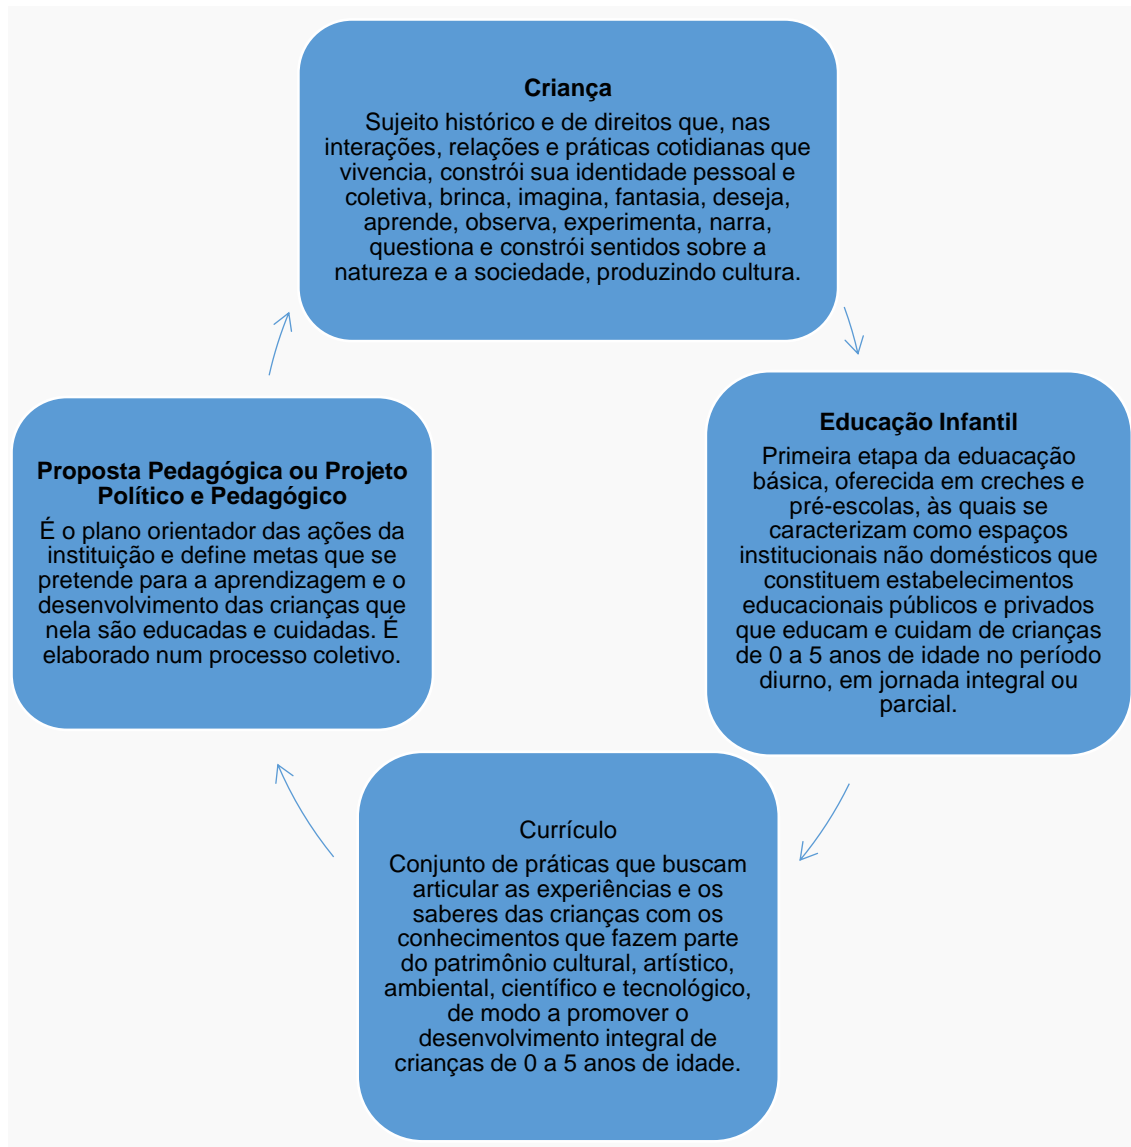 Criança
Sujeito histórico e de direitos que, nas
interações, relações e práticas cotidianas que
vivencia, constrói sua identidade pessoal e
coletiva, brinca, imagina, fantasia, deseja,
aprende, observa, experimenta, narra,
questiona e constrói sentidos sobre a
natureza e a sociedade, produzindo cultura.
Educação Infantil
Primeira etapa da eduacação
básica, oferecida em creches e
pré-escolas, às quais se
caracterizam como espaços
institucionais não domésticos que
constituem estabelecimentos
educacionais públicos e privados
que educam e cuidam de crianças
de 0 a 5 anos de idade no período
diurno, em jornada integral ou
parcial.
Currículo
Conjunto de práticas que buscam
articular as experiências e os
saberes das crianças com os
conhecimentos que fazem parte
do patrimônio cultural, artístico,
ambiental, científico e tecnológico,
de modo a promover o
desenvolvimento integral de
crianças de 0 a 5 anos de idade.
Proposta Pedagógica ou Projeto
Político e Pedagógico
É o plano orientador das ações da
instituição e define metas que se
pretende para a aprendizagem e o
desenvolvimento das crianças que
nela são educadas e cuidadas. É
elaborado num processo coletivo.